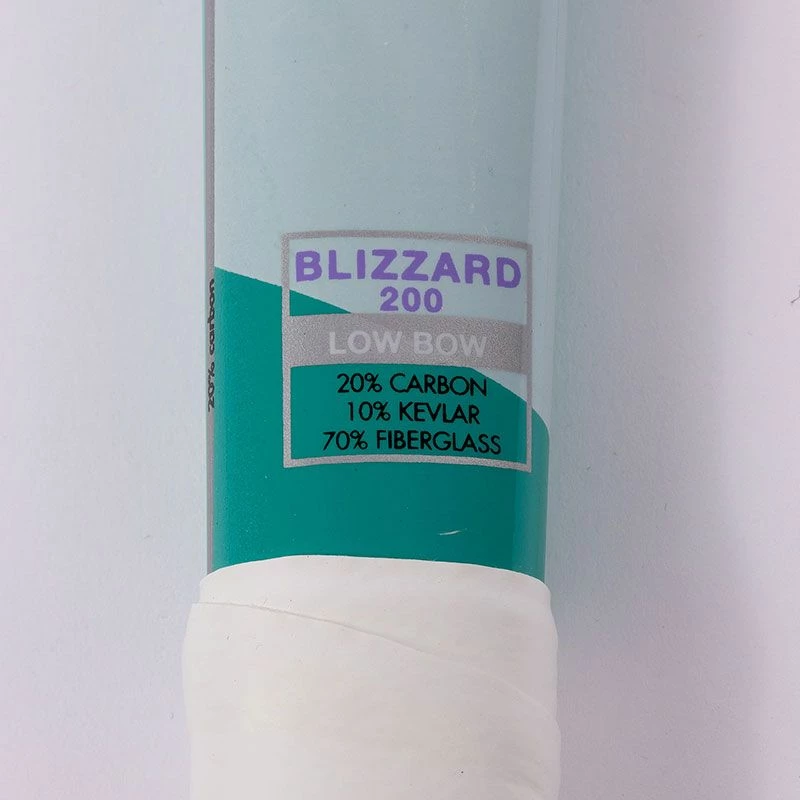 BLIZZARD
200
LOW BOW
20% CARBON
10% KEVLAR
70% FIBERGLASS
20% carbon